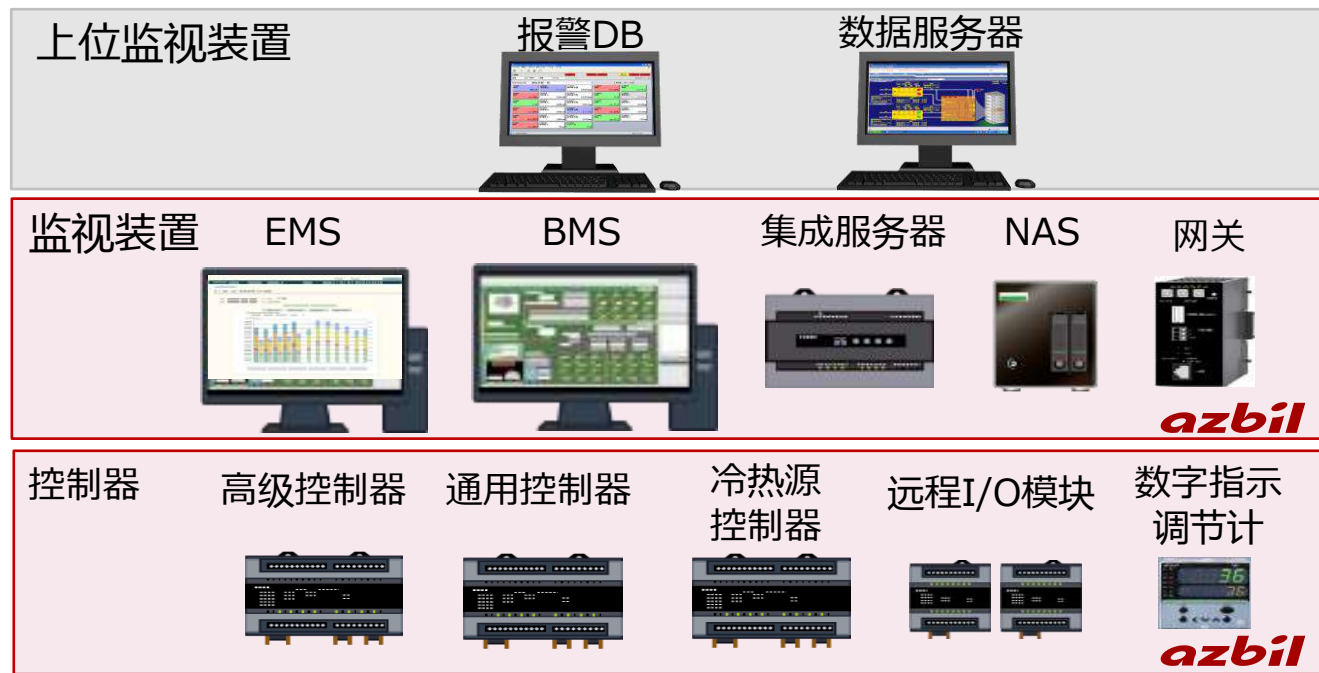 上位监视装置
报警DB
数据服务器
监视装置
EMS
BMS
集成服务器
NAS
网关
azbil
控制器
高级控制器
通用控制器
冷热源
控制器
远程I/O模块
数字指示
调节计
36
36
azbil